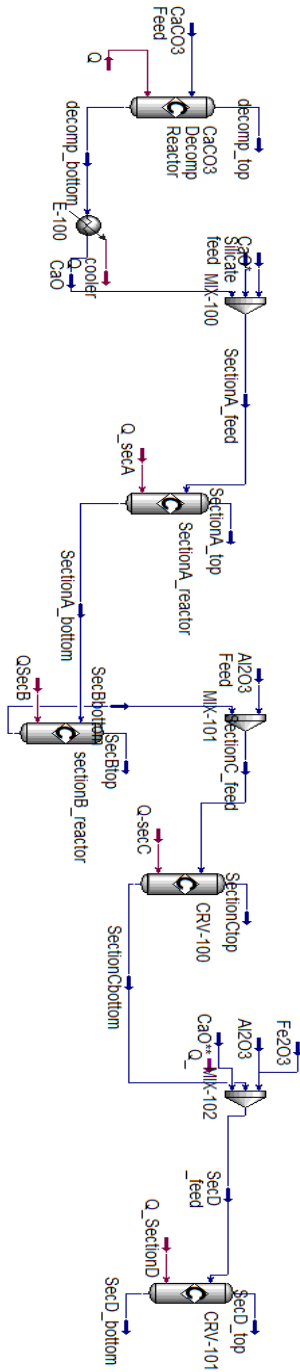 CaCO3
Feed
Q
decomp_top
CaCO3
Decomp
Reactor
decomp_bottom
E-100
cooler
Q
CaO
CaO*
Silicate
feed
MIX-100
SectionA_feed
Q_secA
SectionA_top
SectionA_reactor
SectionA_bottom
QSecB
SecBbottom
SecBtop
sectionB_reactor
Al2O3
Feed
MIX-101
SectionC_feed
Q-secC
SectionCtop
CRV-100
SectionCbottom
Fe2O3
Al2O3
CaO**
Q_
MIX-102
SecD
_feed
Q_SectionD
SecD_top
CRV-101
SecD_bottom